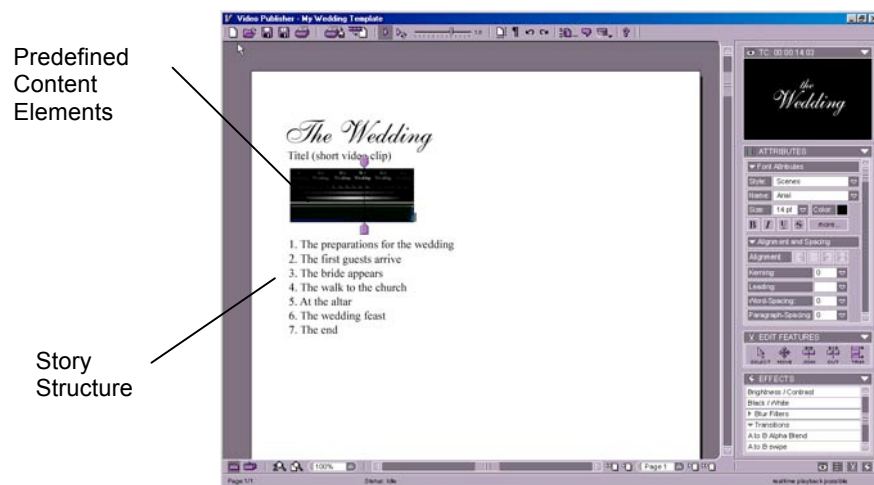 Predefined
Content
Elements
Story
Structure
Video Publisher - My Wedding Template
1.0
The Wedding
Titel (short video clip)
1. The preparations for the wedding
2. The first guests arrive
3. The bride appears
4. The walk to the church
5. At the altar
6. The wedding feast
7. The end
TC: 00:00:14:03
the
Wedding
ATTRIBUTES
Font Attributes
Style: Scenes
Name: Arial
Size: 14 pt Color:
B I U S more...
Alignment and Spacing
Alignment:
Kerning: 0
Leading:
Word-Spacing: 0
Paragraph-Spacing: 0
EDIT FEATURES
SELECT MOVE JOIN CUT TRIM
EFFECTS
Brightness / Contrast
Black / White
Blur Filters
Transitions
A to B Alpha Blend
A to B swipe
100%
Page 1
Page 1/1
Status: Idle
realtime playback possible